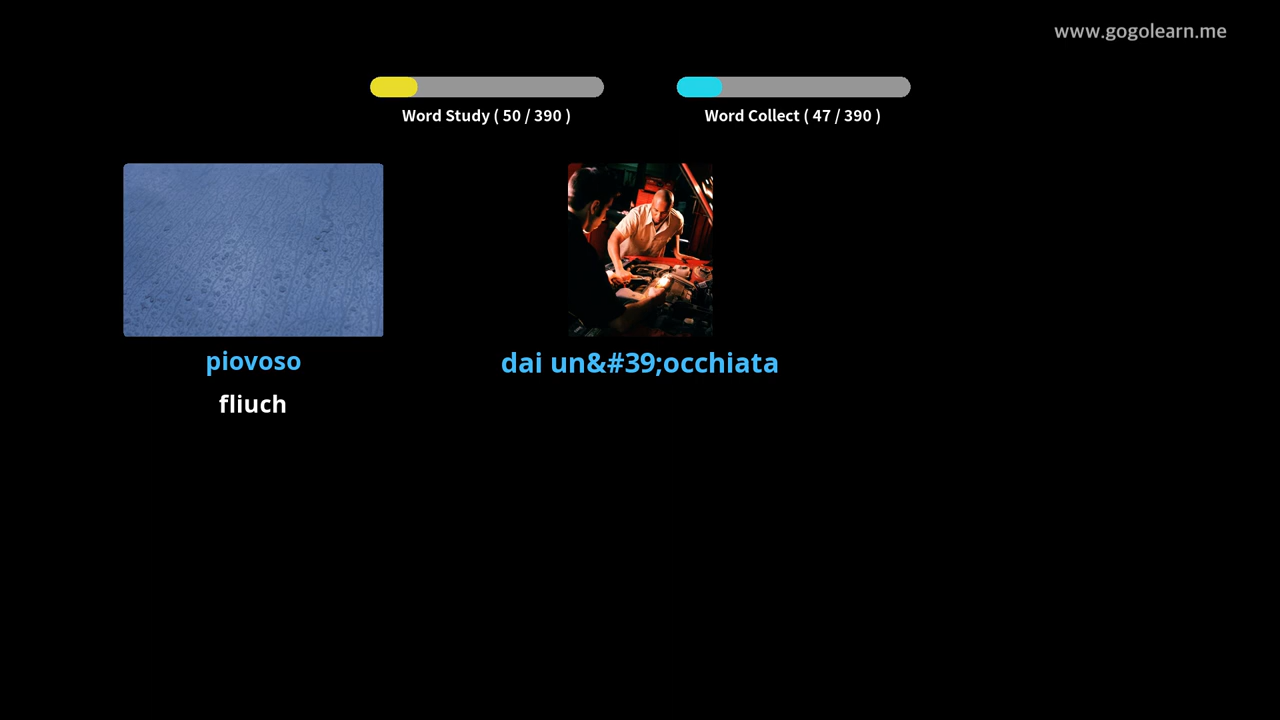 www.gogolearn.me
Word Study ( 50 / 390 )
Word Collect ( 47 / 390 )
piovoso
fliuch
dai un&#39;occhiata